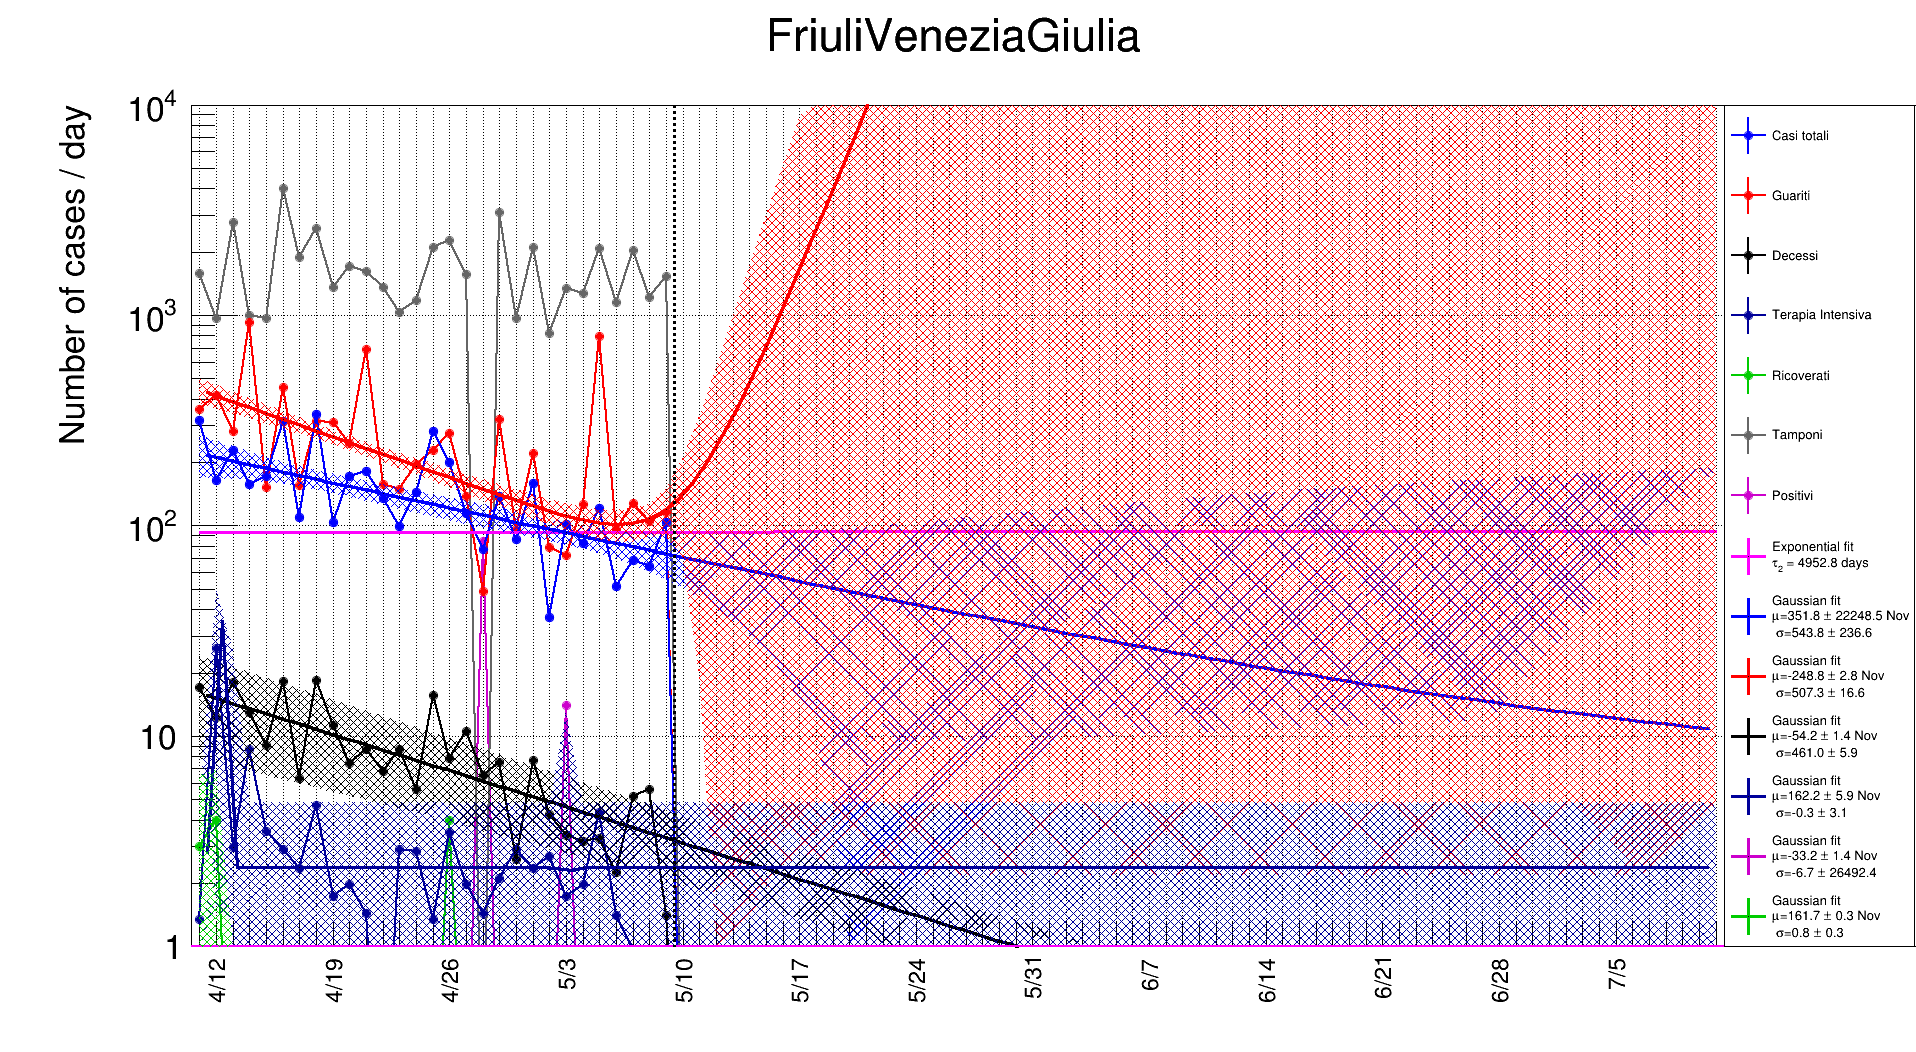 FriuliVeneziaGiulia
Number of cases / day
10⁴
10³
10²
10
1
4/12
4/19
4/26
5/3
5/10
5/17
5/24
5/31
6/7
6/14
6/21
6/28
7/5
Casi totali
Guariti
Decessi
Terapia Intensiva
Ricoverati
Tamponi
Positivi
Exponential fit
τ₂ = 4952.8 days
Gaussian fit
μ=351.8 ± 22248.5 Nov
σ=543.8 ± 236.6
Gaussian fit
μ=-248.8 ± 2.8 Nov
σ=507.3 ± 16.6
Gaussian fit
μ=-54.2 ± 1.4 Nov
σ=461.0 ± 5.9
Gaussian fit
μ=162.2 ± 5.9 Nov
σ=-0.3 ± 3.1
Gaussian fit
μ=-33.2 ± 1.4 Nov
σ=-6.7 ± 26492.4
Gaussian fit
μ=161.7 ± 0.3 Nov
σ=0.8 ± 0.3